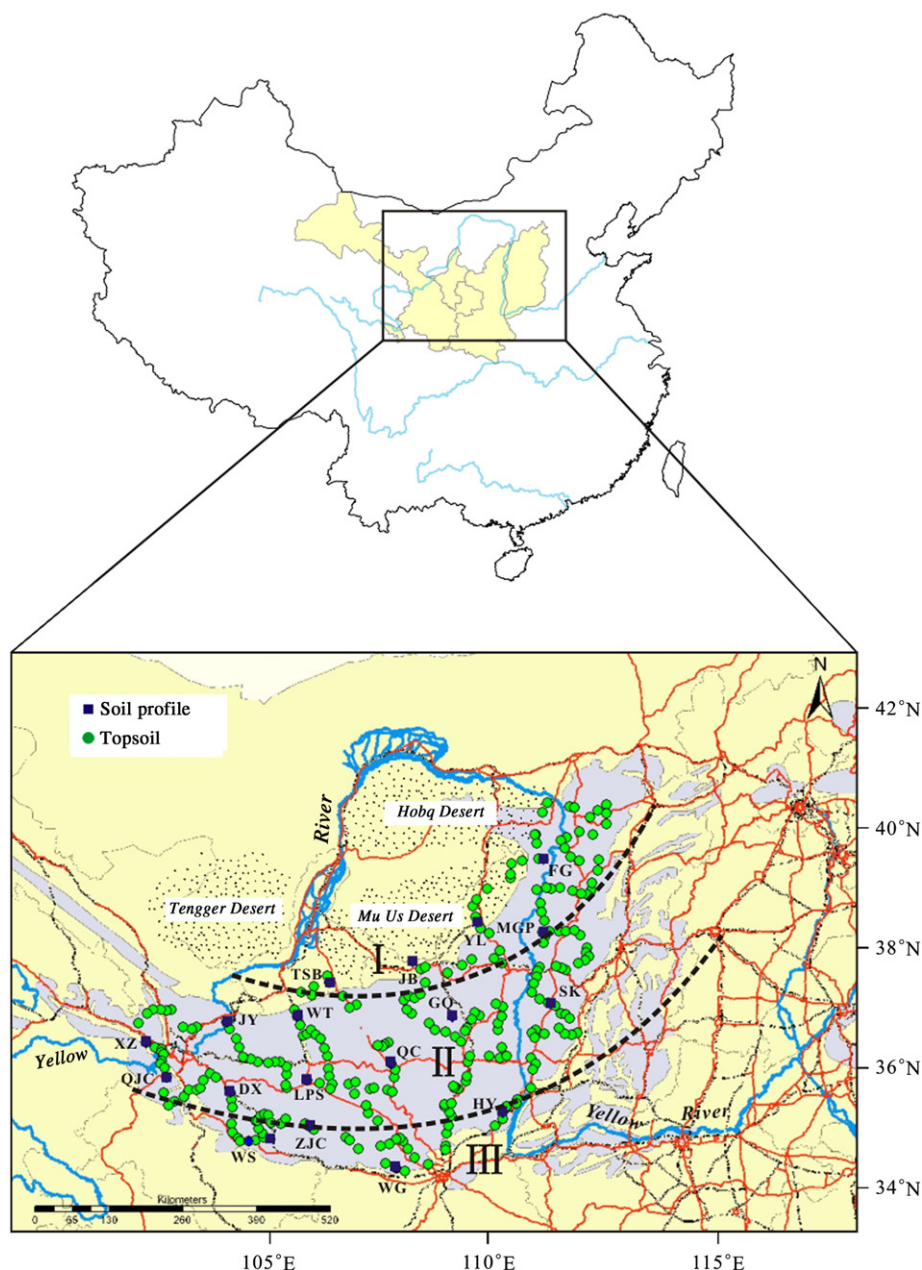 N
Soil profile
Topsoil
42°N
40°N
38°N
36°N
34°N
River
Hobq Desert
Tengger Desert
Mu Us Desert
FG
MGP
YL
I
TSB
JB
SK
GQ
JY
WT
XZ
Yellow
QC
II
QJC
DX
LPS
HY
Yellow River
ZJC
WS
III
WG
Kilometers
0 65 130 260 390 520
105°E
110°E
115°E